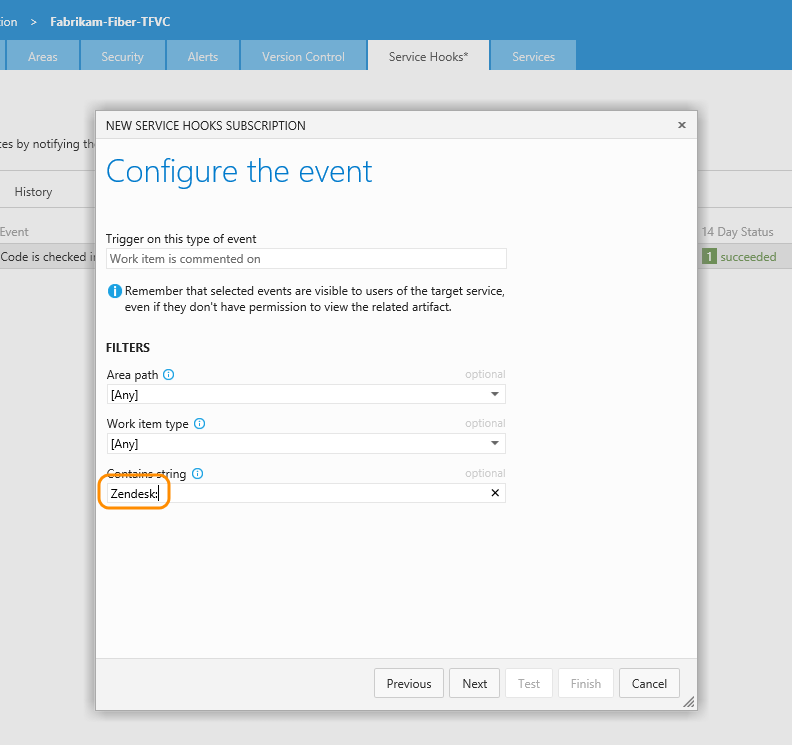 ion > Fabrikam-Fiber-TFVC
Areas Security Alerts Version Control Service Hooks* Services
NEW SERVICE HOOKS SUBSCRIPTION
ces by notifying th
Configure the event
History
Event
14 Day Status
Code is checked i
1 succeeded
Trigger on this type of event
Work item is commented on
Remember that selected events are visible to users of the target service,
even if they don't have permission to view the related artifact.
FILTERS
Area path optional
[Any]
Work item type optional
[Any]
Contains string optional
Zendesk:
Previous Next Test Finish Cancel